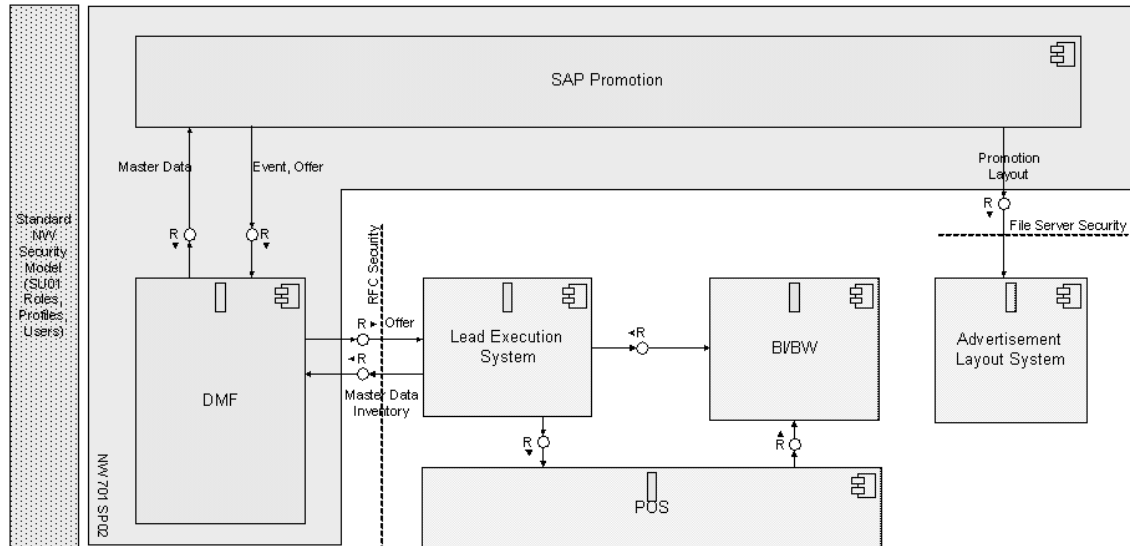 SAP Promotion
Master Data
Event, Offer
Promotion
Layout
R
R
R
File Server Security
Standard
NW
Security
Model
(SU01
Roles,
Profiles,
Users)
RFC Security
R
Offer
Lead Execution
System
R
BI/BW
Advertisement
Layout System
R
DMF
Master Data
Inventory
R
R
NW 701 SP02
POS